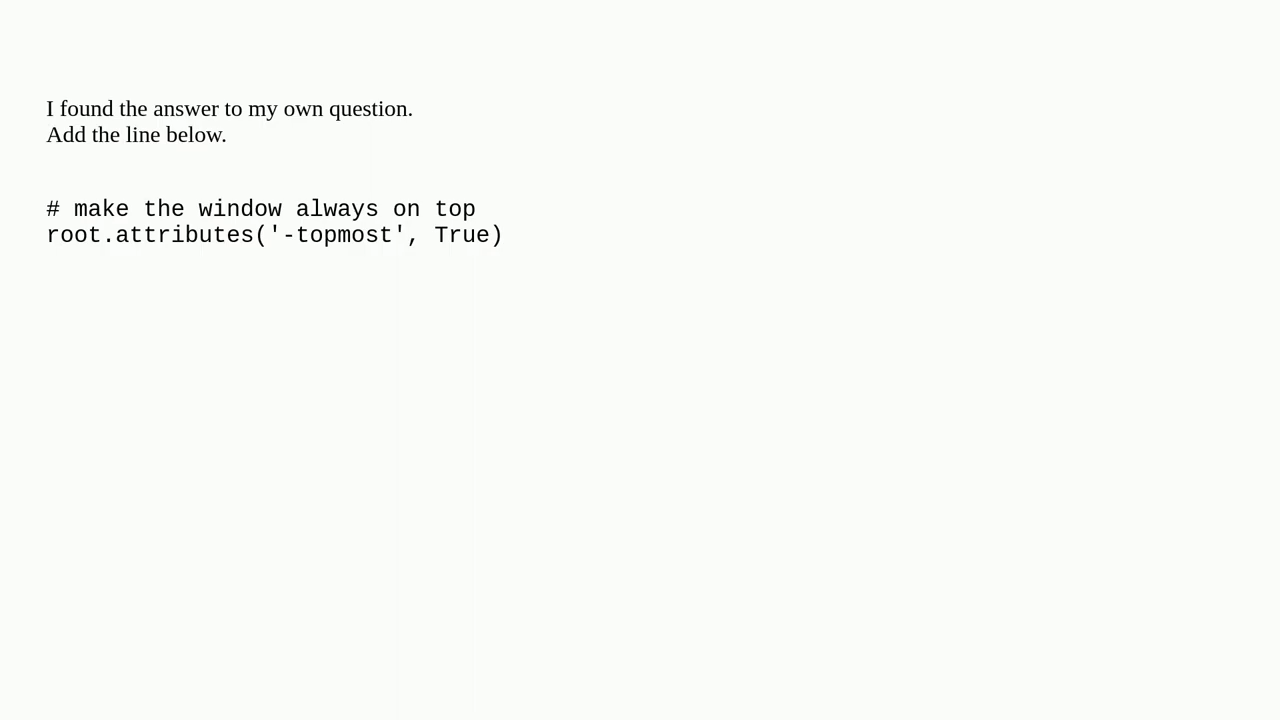 I found the answer to my own question.
Add the line below.
# make the window always on top
root.attributes('-topmost', True)